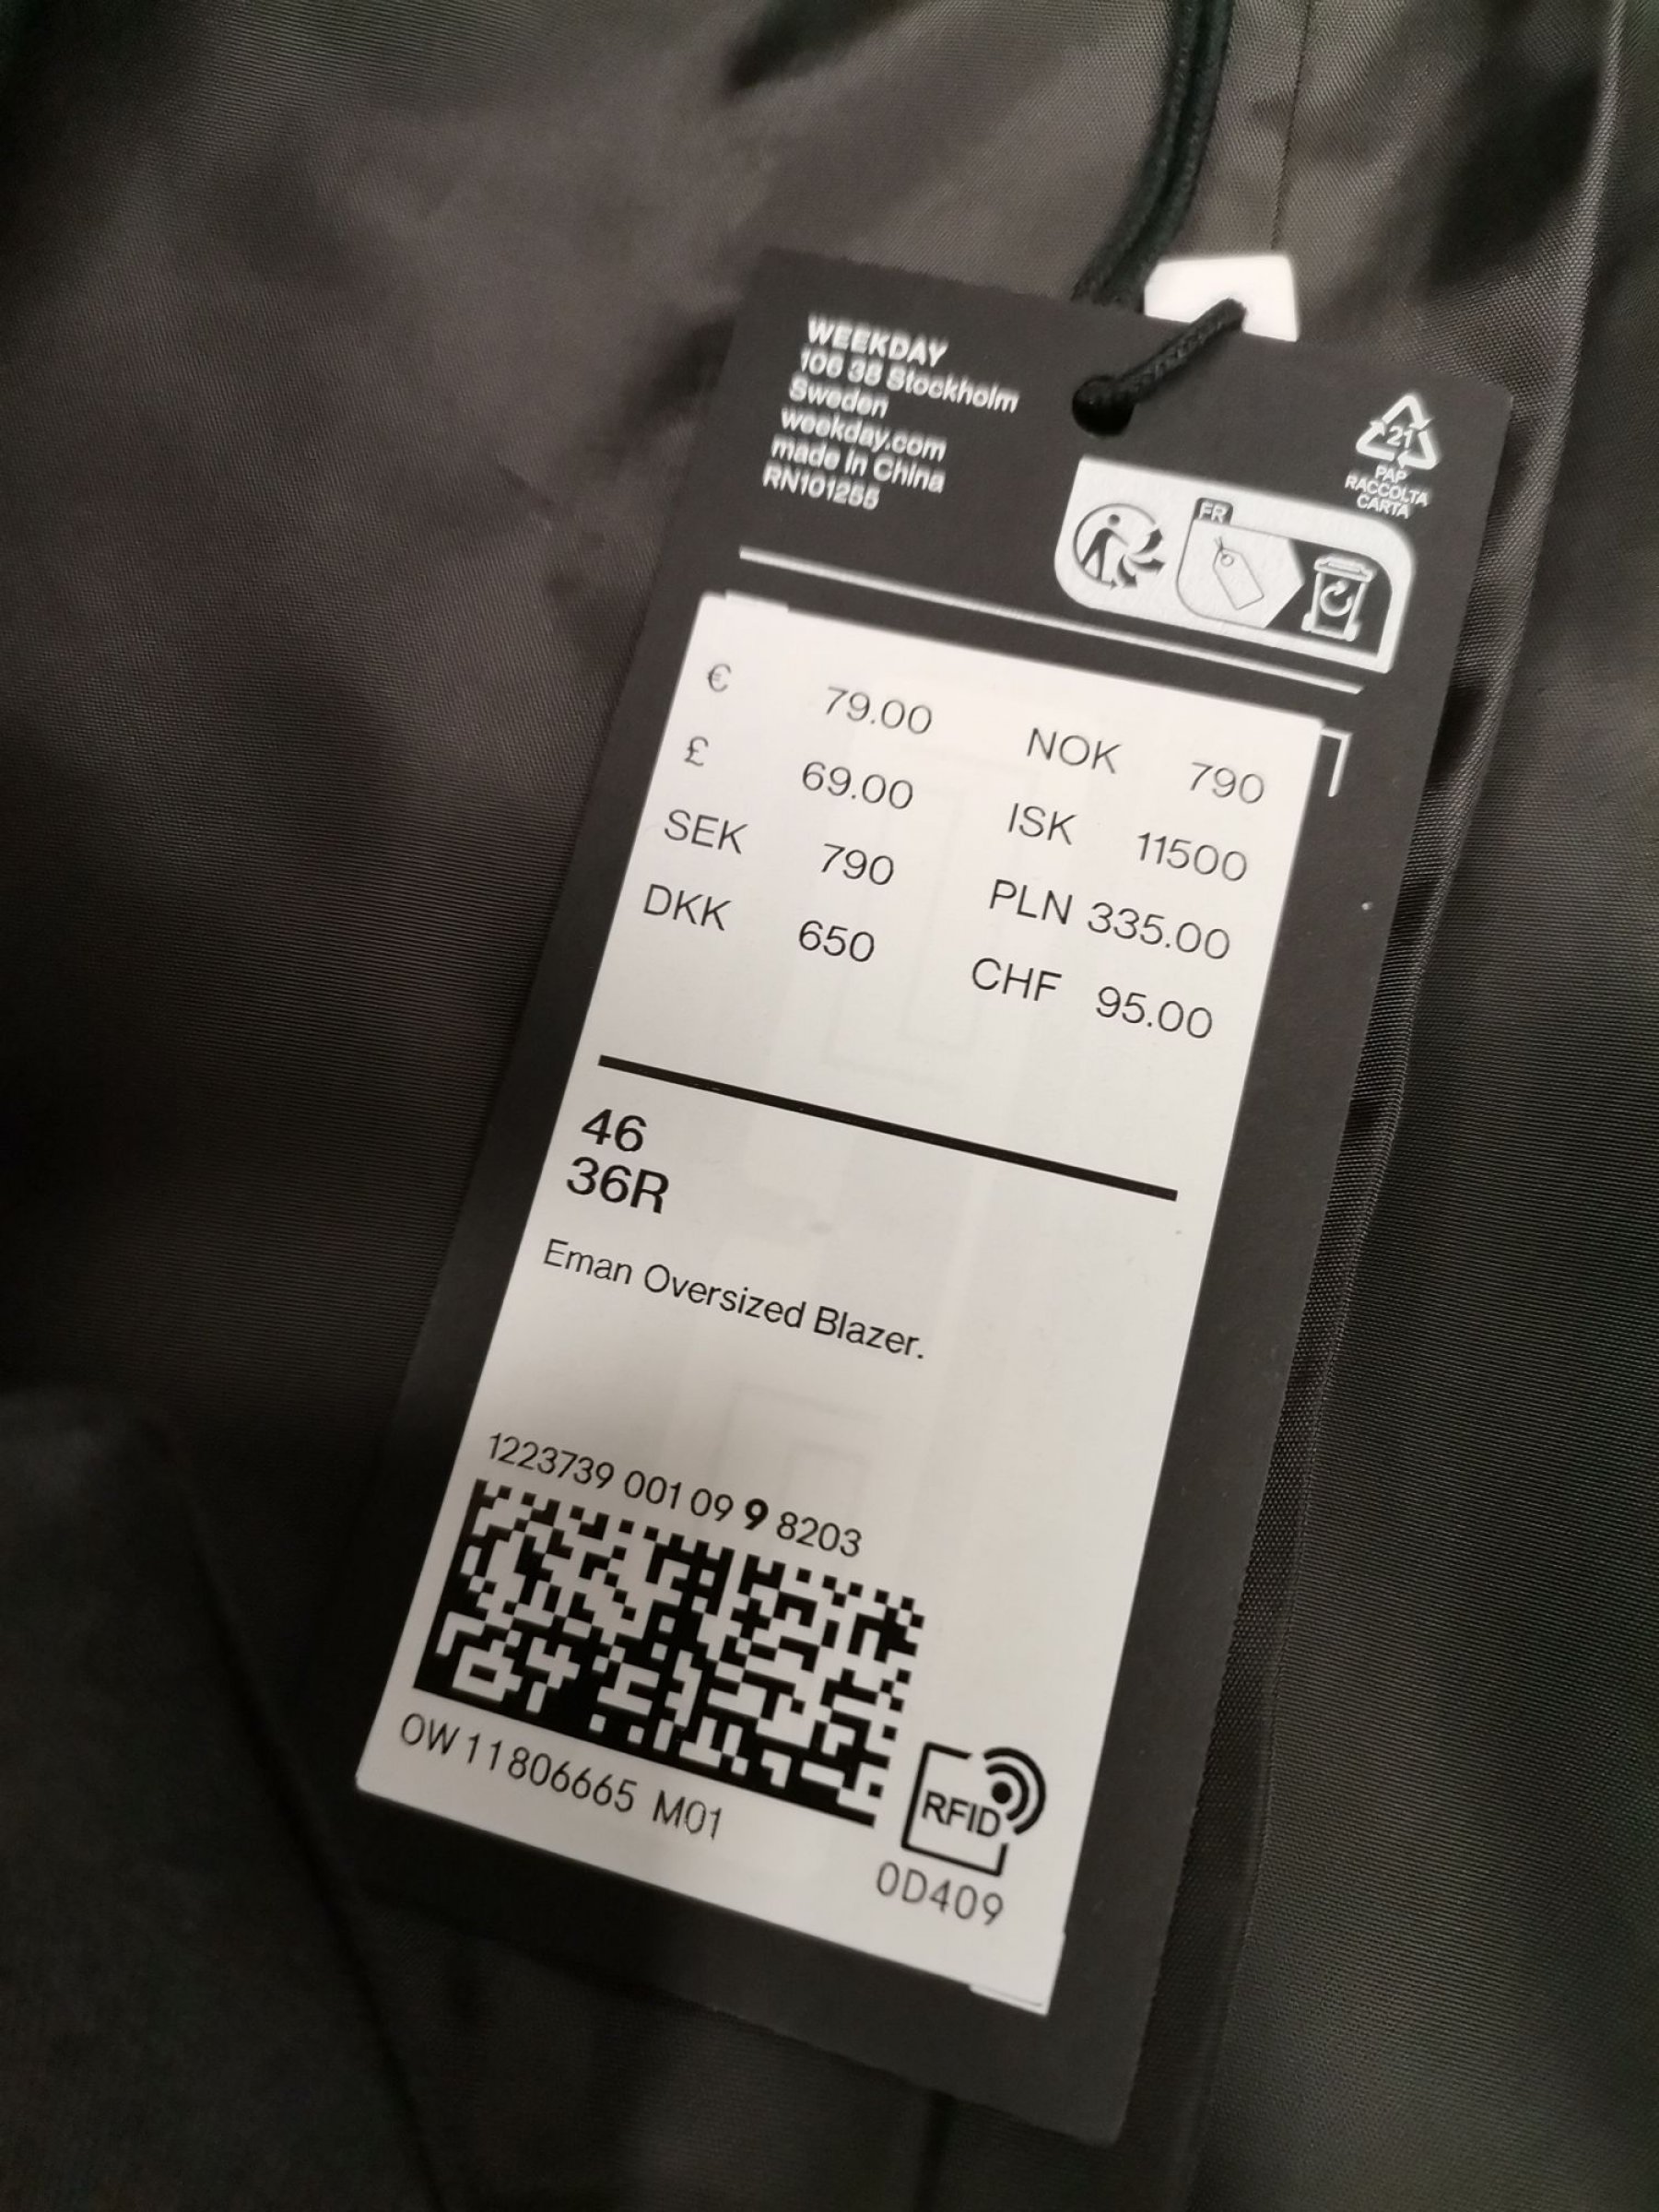 WEEKDAY
106 38 Stockholm
Sweden
weekday.com
made in China
RN101255
21
PAP
RACCOLTA
CARTA
FR
€ 79.00 NOK 790
£ 69.00 ISK 11500
SEK 790 PLN 335.00
DKK 650 CHF 95.00
46
36R
Eman Oversized Blazer.
1223739 001 09 9 8203
OW11806665 M01
RFID
0D409